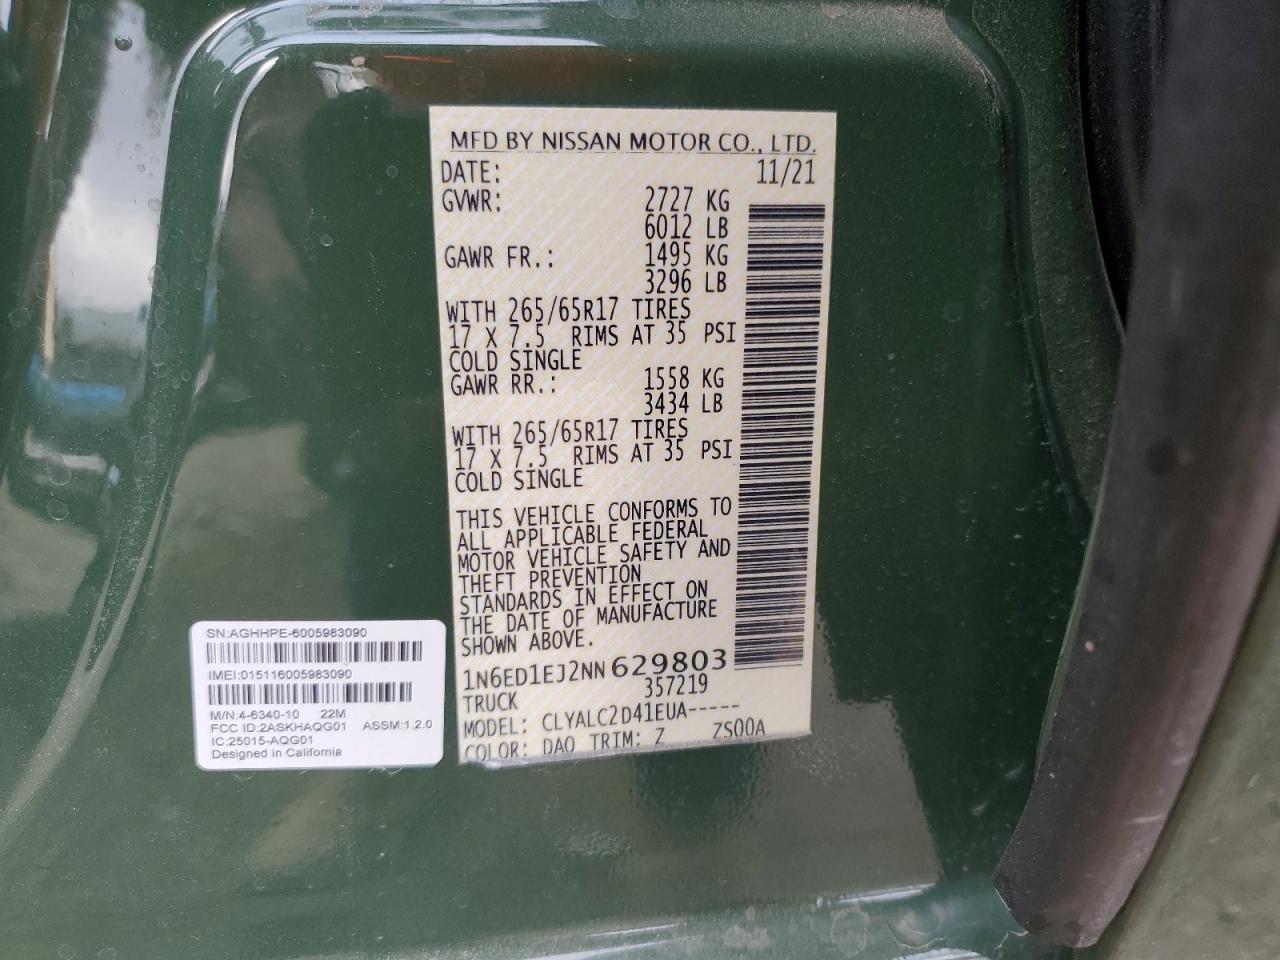 MFD BY NISSAN MOTOR CO., LTD.
DATE: 11/21
GVWR: 2727 KG
6012 LB
GAWR FR.: 1495 KG
3296 LB
WITH 265/65R17 TIRES
17 X 7.5 RIMS AT 35 PSI
COLD SINGLE
GAWR RR.: 1558 KG
3434 LB
WITH 265/65R17 TIRES
17 X 7.5 RIMS AT 35 PSI
COLD SINGLE
THIS VEHICLE CONFORMS TO
ALL APPLICABLE FEDERAL
MOTOR VEHICLE SAFETY AND
THEFT PREVENTION
STANDARDS IN EFFECT ON
THE DATE OF MANUFACTURE
SHOWN ABOVE.
1N6ED1EJ2NN629803
TRUCK 357219
MODEL: CLYALC2D41EUA-----
COLOR: DAO TRIM: Z ZS00A
SN:AGHHPE-6005983090
IMEI:015116005983090
M/N:4-6340-10 22M
FCC ID:2ASKHAQG01 ASSM:1.2.0
IC:25015-AQG01
Designed in California